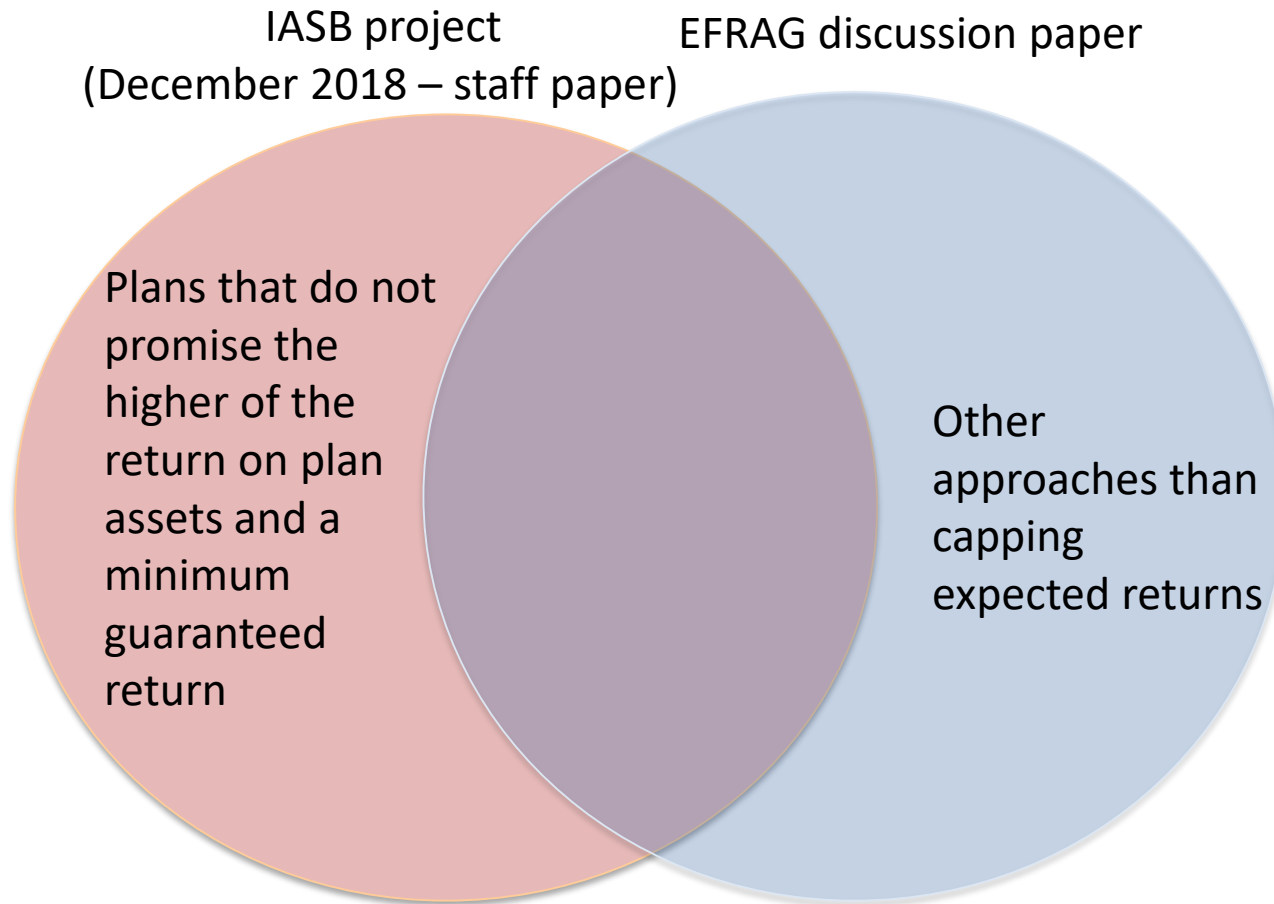 IASB project
(December 2018 – staff paper)
EFRAG discussion paper
Plans that do not
promise the
higher of the
return on plan
assets and a
minimum
guaranteed
return
Other
approaches than
capping
expected returns